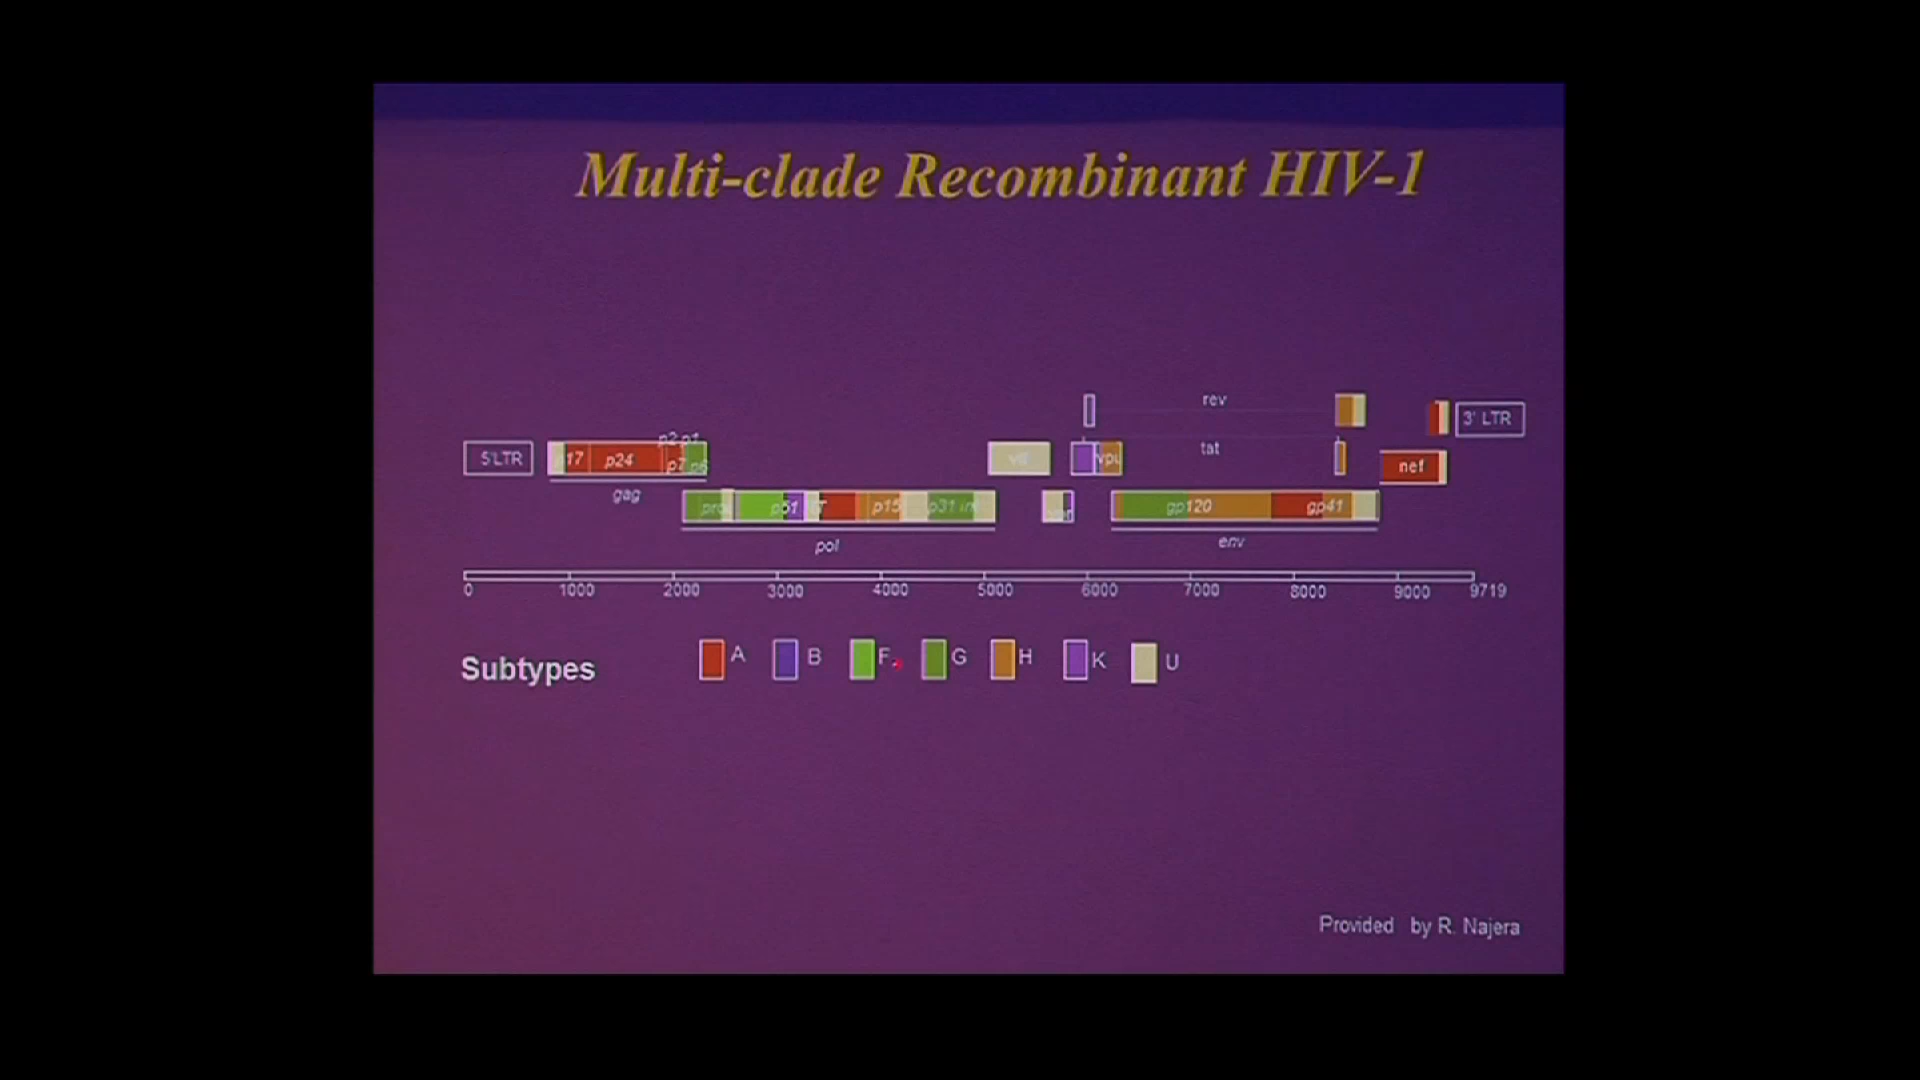 Multi-clade Recombinant HIV-1
rev
3' LTR
p2 p1
tat
5'LTR
p17 p24 p7 p6
vif
vpu
nef
gag
p51 RT p15 p31 int
gp120 gp41
pol
env
0 1000 2000 3000 4000 5000 6000 7000 8000 9000 9719
Subtypes A B F G H K U
Provided by R. Najera